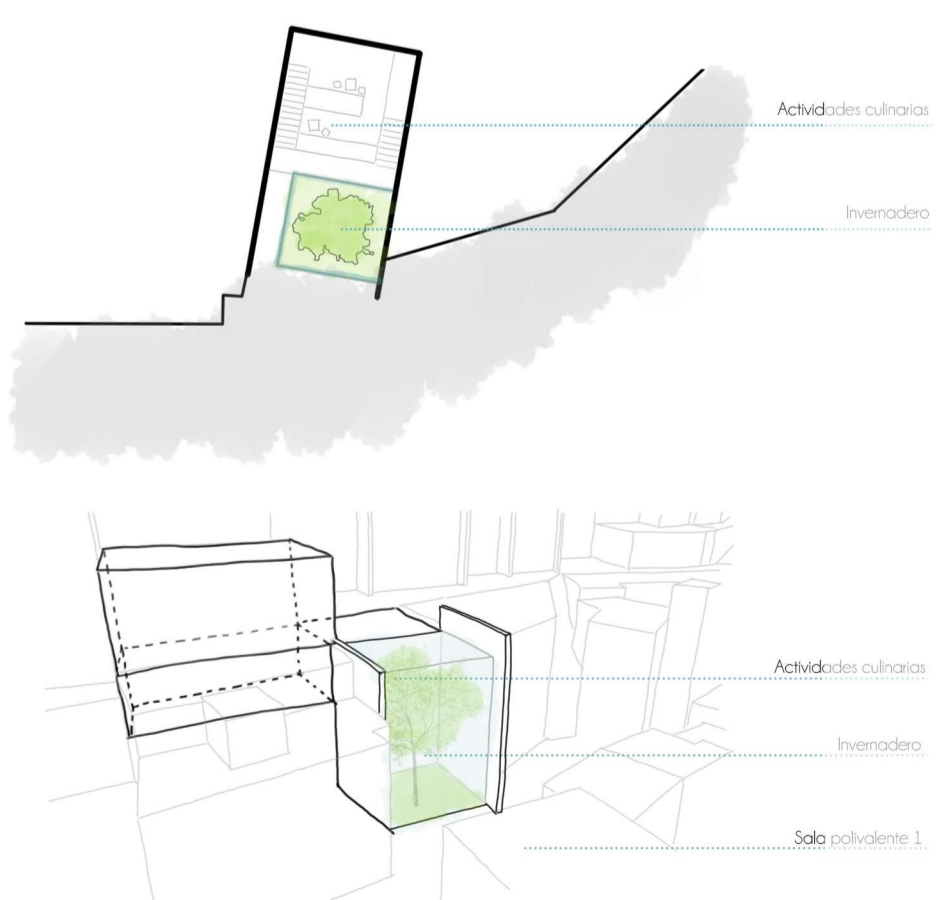 Actividades culinarias
Invernadero
Actividades culinarias
Invernadero
Sala polivalente 1